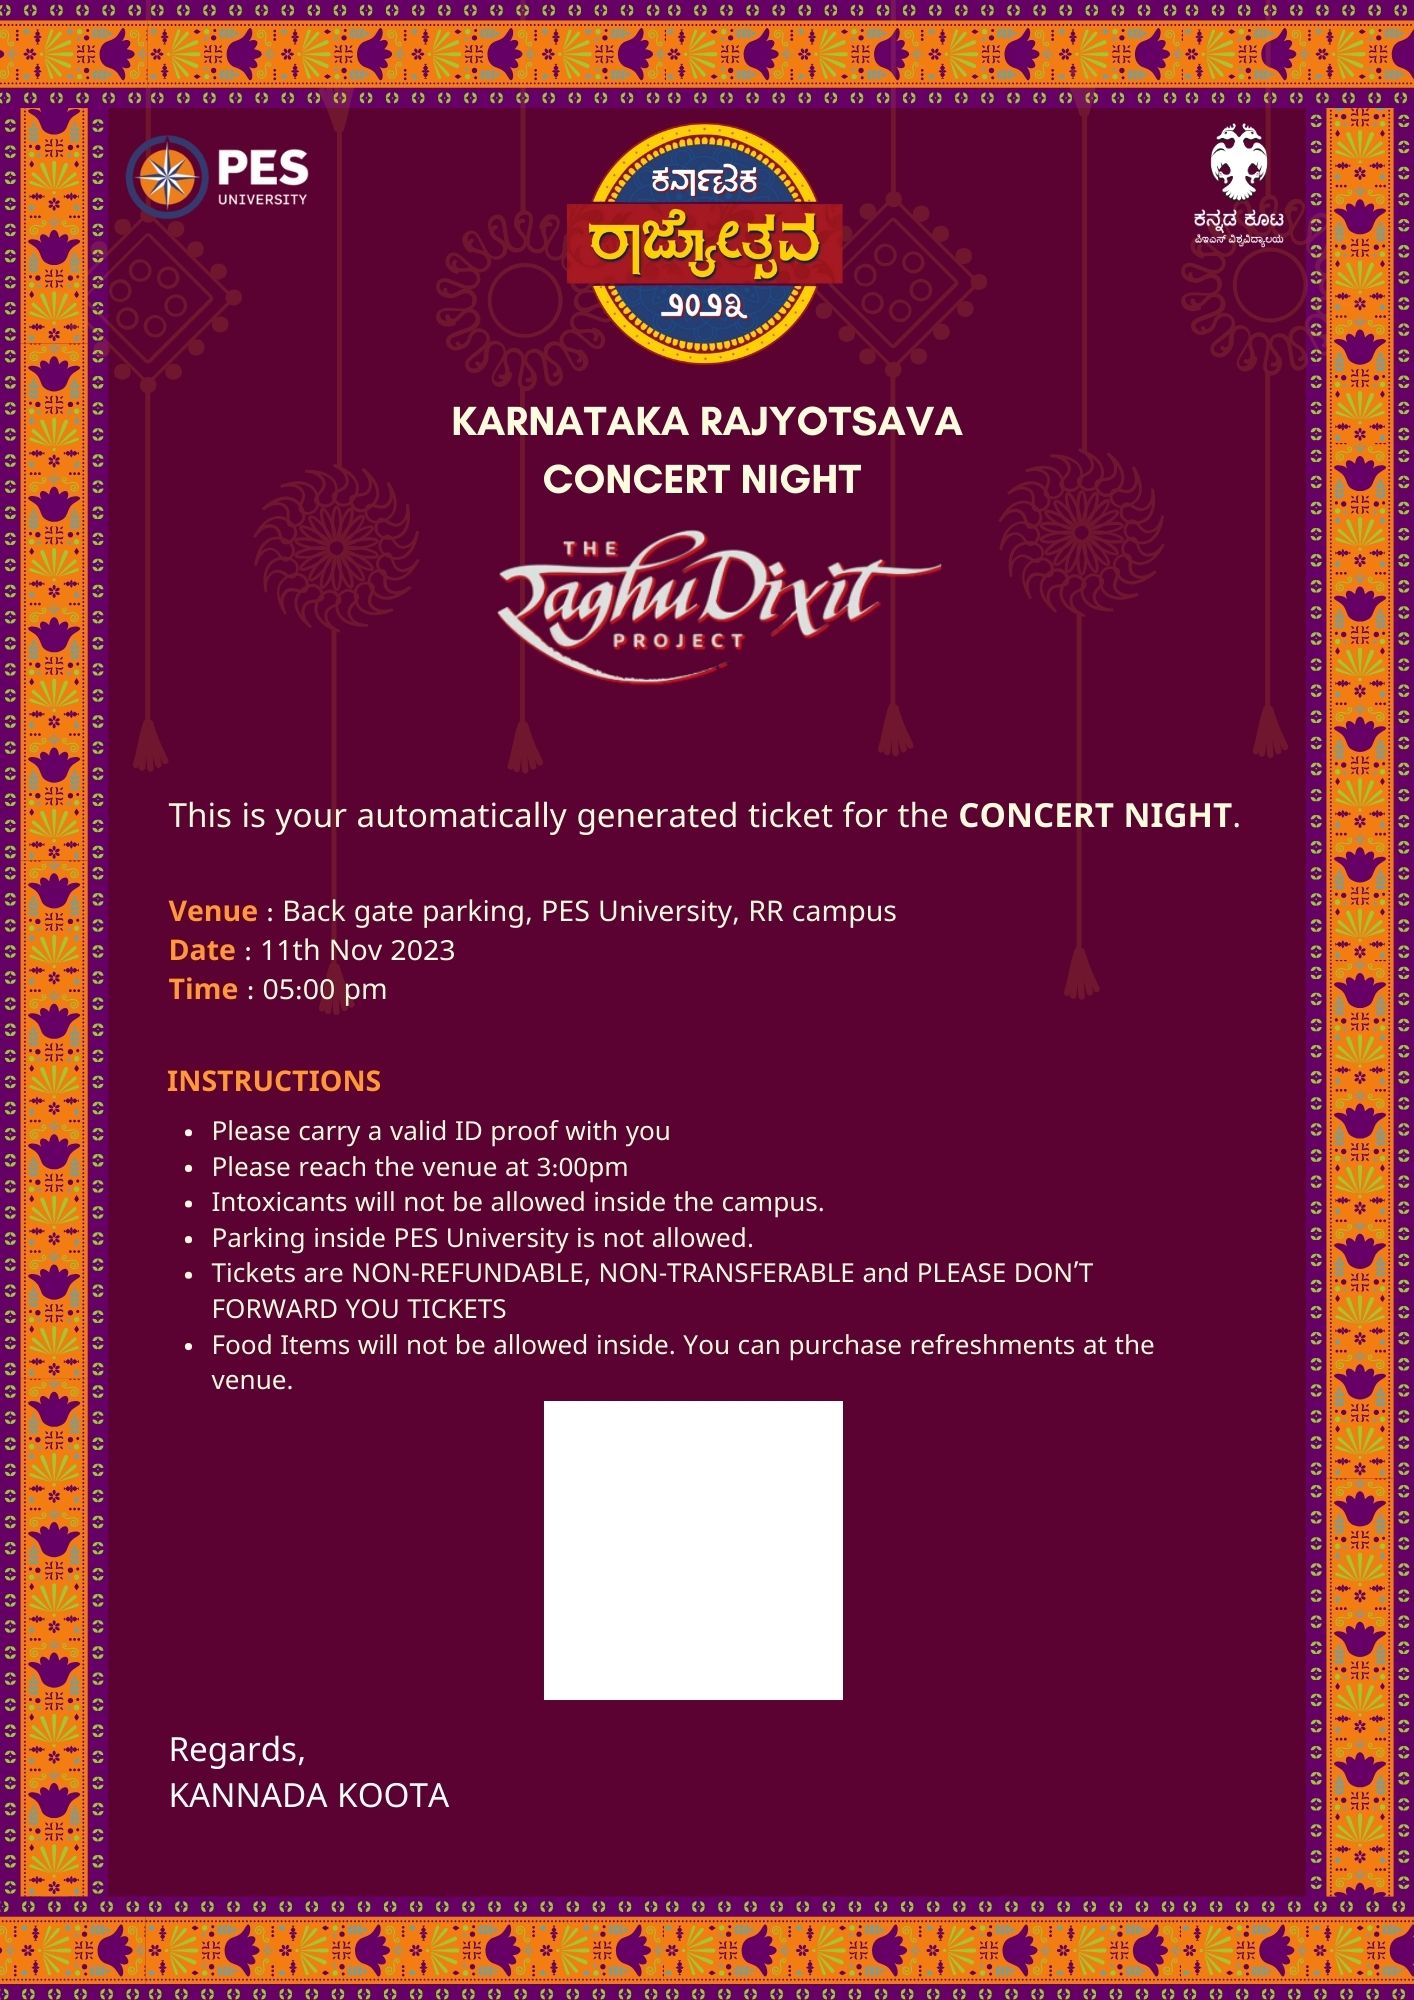 PES
UNIVERSITY
ಕರ್ನಾಟಕ
ರಾಜ್ಯೋತ್ಸವ
೨೦೨೩
ಕನ್ನಡ ಕೂಟ
ಪಿಇಎಸ್ ವಿಶ್ವವಿದ್ಯಾಲಯ
KARNATAKA RAJYOTSAVA
CONCERT NIGHT
THE
Raghu Dixit
PROJECT
This is your automatically generated ticket for the CONCERT NIGHT.
Venue : Back gate parking, PES University, RR campus
Date : 11th Nov 2023
Time : 05:00 pm
INSTRUCTIONS
• Please carry a valid ID proof with you
• Please reach the venue at 3:00pm
• Intoxicants will not be allowed inside the campus.
• Parking inside PES University is not allowed.
• Tickets are NON-REFUNDABLE, NON-TRANSFERABLE and PLEASE DON’T
FORWARD YOU TICKETS
• Food Items will not be allowed inside. You can purchase refreshments at the
venue.
Regards,
KANNADA KOOTA